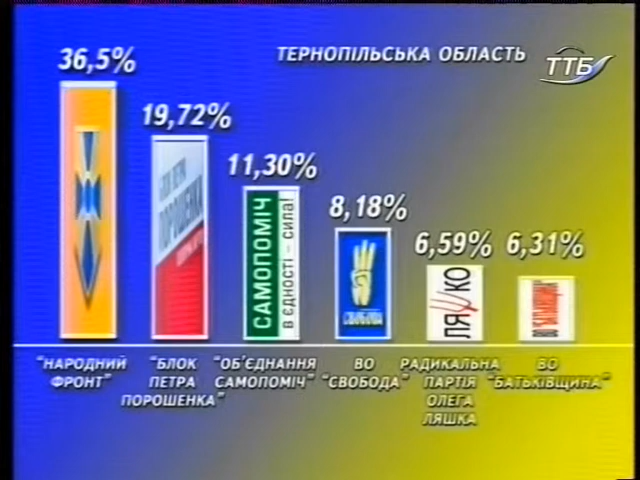 ТЕРНОПІЛЬСЬКА ОБЛАСТЬ
ТТБ
36,5%
19,72%
11,30%
8,18%
6,59%
6,31%
БЛОК ПЕТРА
ПОРОШЕНКА
САМОПОМІЧ
в єдності - сила!
СВОБОДА
ЛЯШКО
ВО "БАТЬКІВЩИНА"
"НАРОДНИЙ
ФРОНТ"
"БЛОК
ПЕТРА
ПОРОШЕНКА"
"ОБ'ЄДНАННЯ
САМОПОМІЧ"
ВО
"СВОБОДА"
РАДИКАЛЬНА
ПАРТІЯ
ОЛЕГА
ЛЯШКА
ВО
"БАТЬКІВЩИНА"